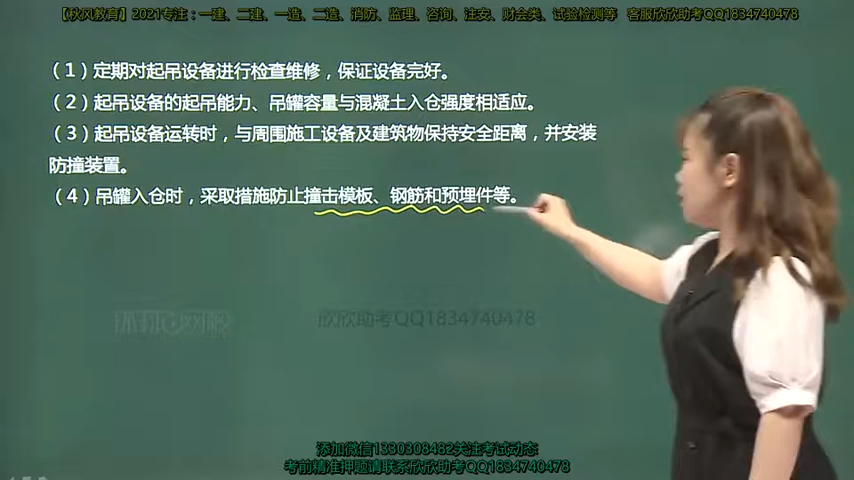 【秋风教育】2021专注：一建、二建、一造、二造、消防、监理、咨询、注安、财会类、试验检测等 客服欣欣助考QQ1834740478
（1）定期对起吊设备进行检查维修，保证设备完好。
（2）起吊设备的起吊能力、吊罐容量与混凝土入仓强度相适应。
（3）起吊设备运转时，与周围施工设备及建筑物保持安全距离，并安装
防撞装置。
（4）吊罐入仓时，采取措施防止撞击模板、钢筋和预埋件等。
环球网校
欣欣助考QQ1834740478
添加微信1330308482关注考试动态
考前精准押题请联系欣欣助考QQ1834740478